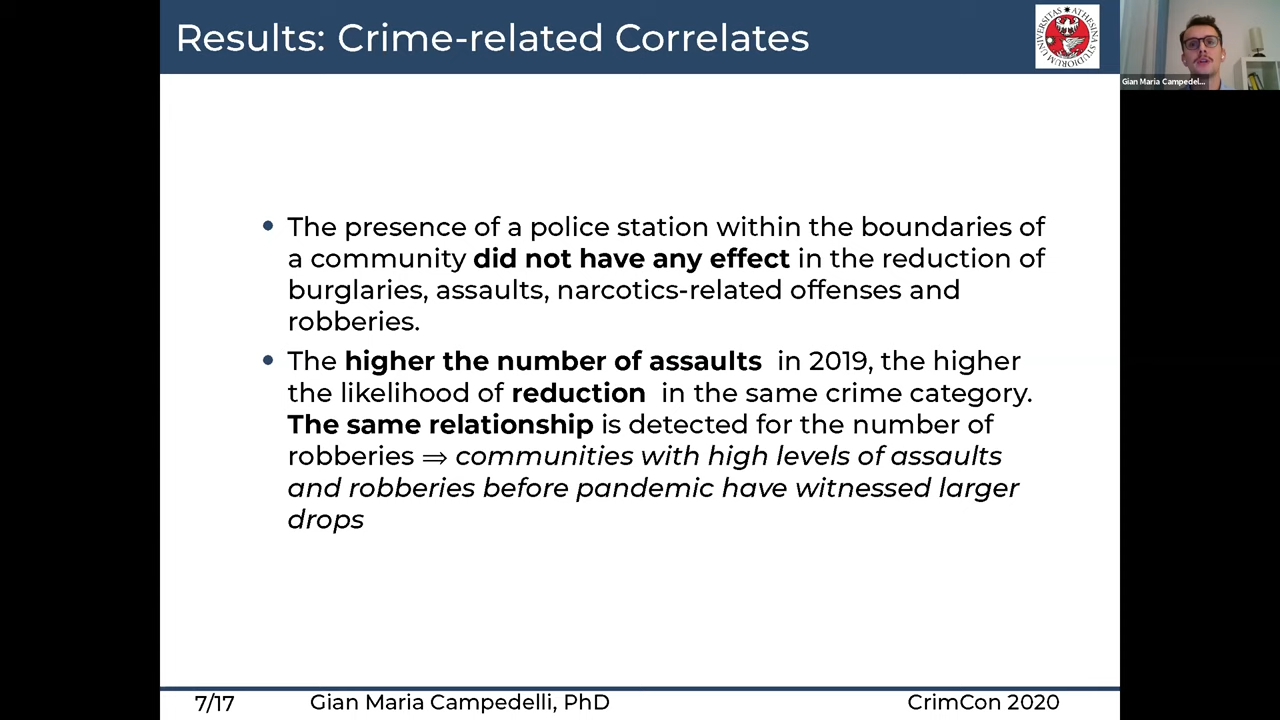 Results: Crime-related Correlates
UNIVERSITAS ATHESINA STUDIORUM
Gian Maria Campedel...
• The presence of a police station within the boundaries of
a community did not have any effect in the reduction of
burglaries, assaults, narcotics-related offenses and
robberies.
• The higher the number of assaults in 2019, the higher
the likelihood of reduction in the same crime category.
The same relationship is detected for the number of
robberies ⇒ communities with high levels of assaults
and robberies before pandemic have witnessed larger
drops
7/17
Gian Maria Campedelli, PhD
CrimCon 2020